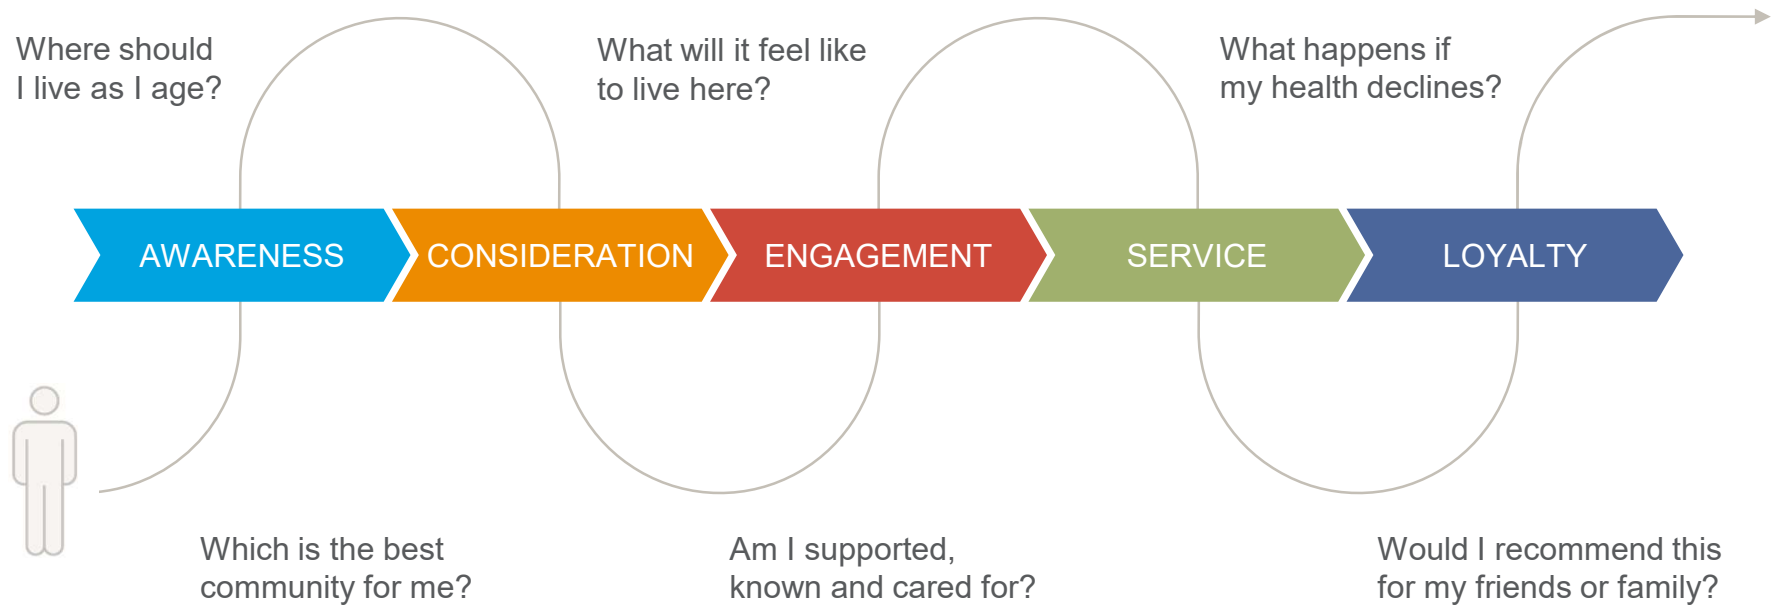 Where should
I live as I age?
What will it feel like
to live here?
What happens if
my health declines?
AWARENESS
CONSIDERATION
ENGAGEMENT
SERVICE
LOYALTY
Which is the best
community for me?
Am I supported,
known and cared for?
Would I recommend this
for my friends or family?